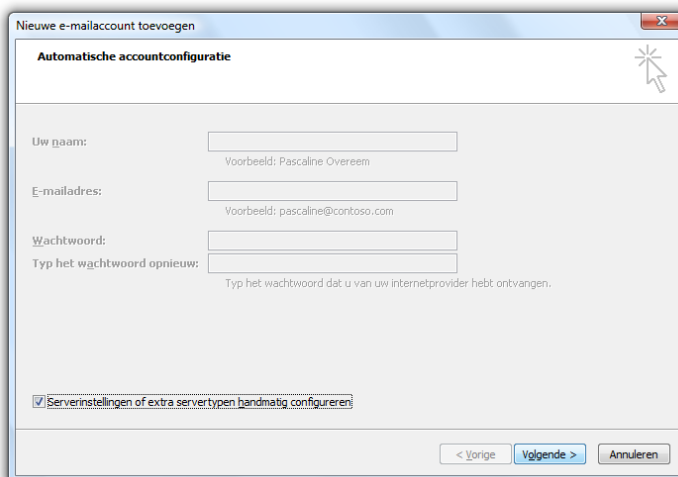 Nieuwe e-mailaccount toevoegen
Automatische accountconfiguratie
Uw naam:
Voorbeeld: Pascaline Overeem
E-mailadres:
Voorbeeld: pascaline@contoso.com
Wachtwoord:
Typ het wachtwoord opnieuw:
Typ het wachtwoord dat u van uw internetprovider hebt ontvangen.
Serverinstellingen of extra servertypen handmatig configureren
< Vorige Volgende > Annuleren